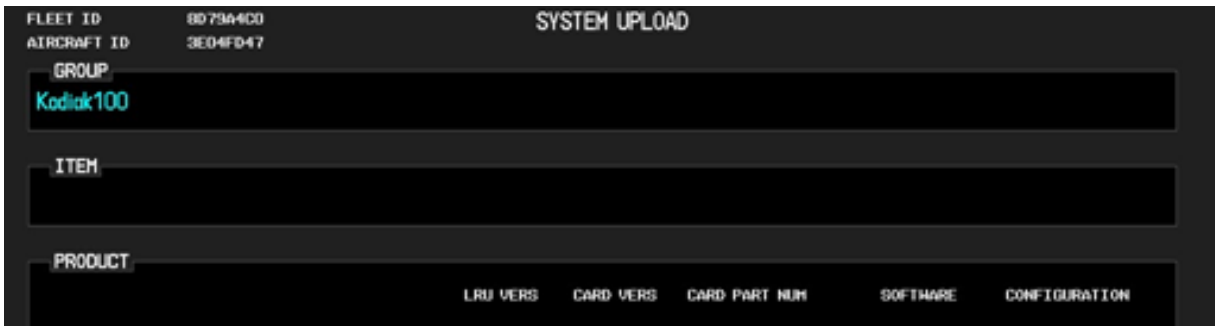 FLEET ID 8D79A4C0 SYSTEM UPLOAD
AIRCRAFT ID 3E04FD47
GROUP
Kodiak100
ITEM
PRODUCT
LRU VERS CARD VERS CARD PART NUM SOFTWARE CONFIGURATION